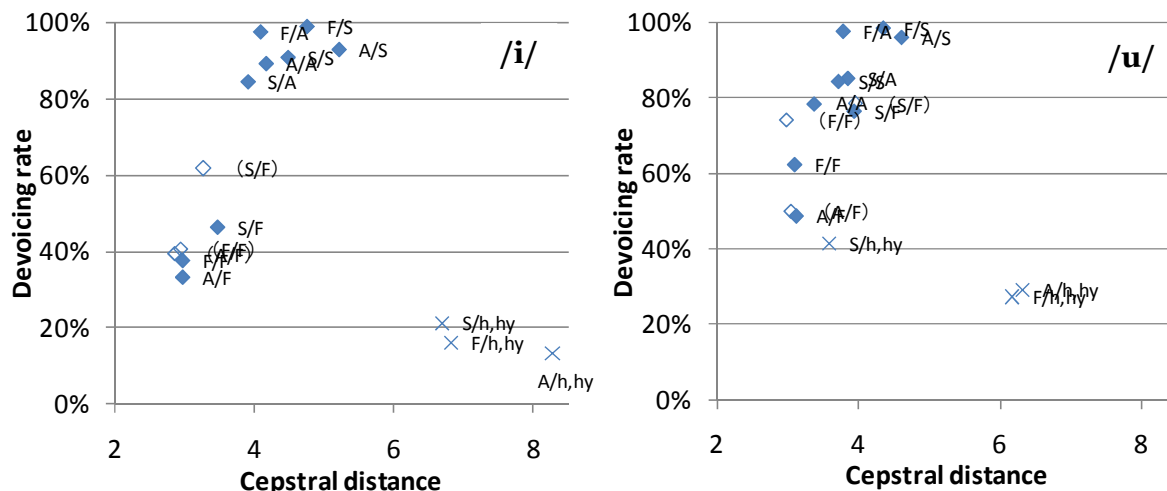 100%
80%
60%
40%
20%
0%
Devoicing rate
2
4
6
8
Cepstral distance
/i/
F/A
F/S
S/S
A/S
A/A
S/A
(S/F)
S/F
(F/F)
(A/F)
F/F
A/F
S/h,hy
F/h,hy
A/h,hy
100%
80%
60%
40%
20%
0%
Devoicing rate
2
4
6
8
Cepstral distance
/u/
F/A
F/S
A/S
S/A
S/S
A/A
(S/F)
S/F
(F/F)
F/F
(A/F)
A/F
S/h,hy
A/h,hy
F/h,hy